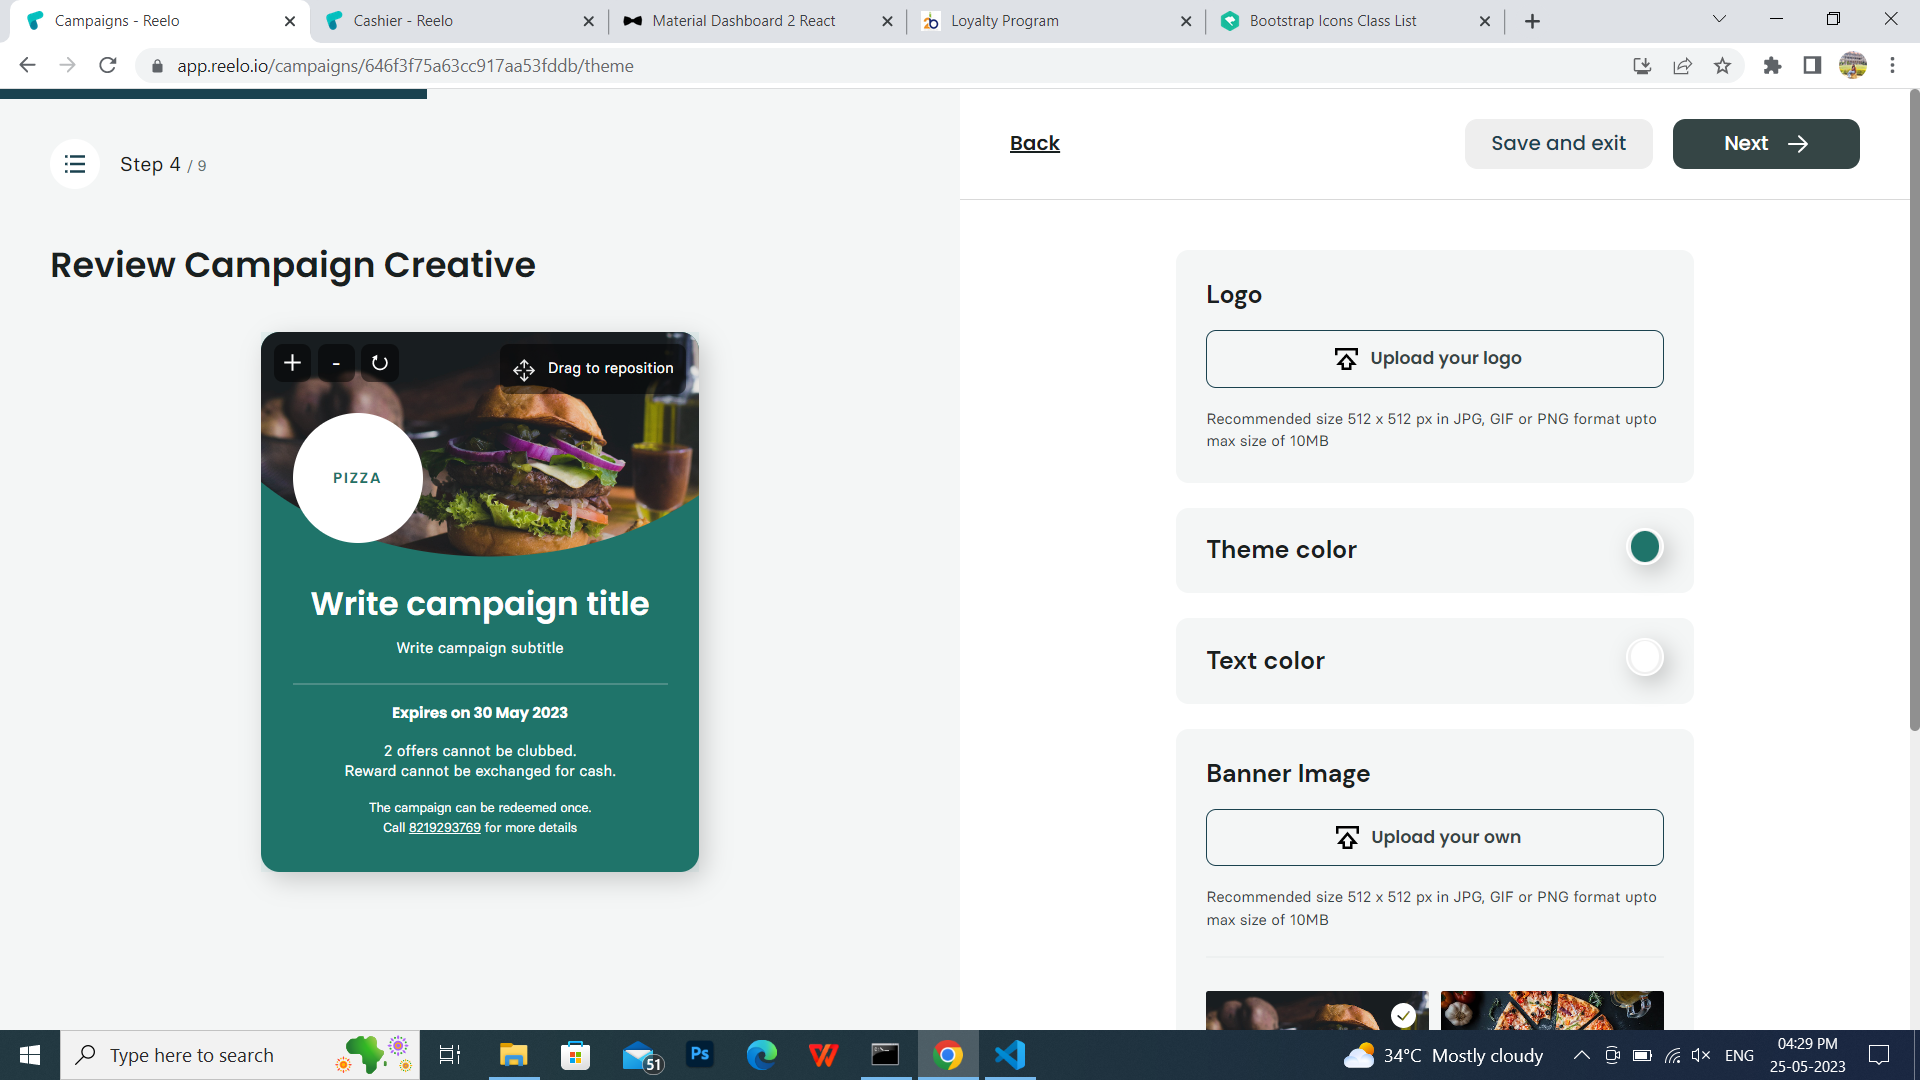 Campaigns - Reelo
Cashier - Reelo
Material Dashboard 2 React
Loyalty Program
Bootstrap Icons Class List
app.reelo.io/campaigns/646f3f75a63cc917aa53fddb/theme
Step 4 / 9
Back
Save and exit
Next
Review Campaign Creative
+
-
Drag to reposition
PIZZA
Write campaign title
Write campaign subtitle
Expires on 30 May 2023
2 offers cannot be clubbed.
Reward cannot be exchanged for cash.
The campaign can be redeemed once.
Call 8219293769 for more details
Logo
Upload your logo
Recommended size 512 x 512 px in JPG, GIF or PNG format upto
max size of 10MB
Theme color
Text color
Banner Image
Upload your own
Recommended size 512 x 512 px in JPG, GIF or PNG format upto
max size of 10MB
Type here to search
51
Ps
34°C Mostly cloudy
ENG
04:29 PM
25-05-2023